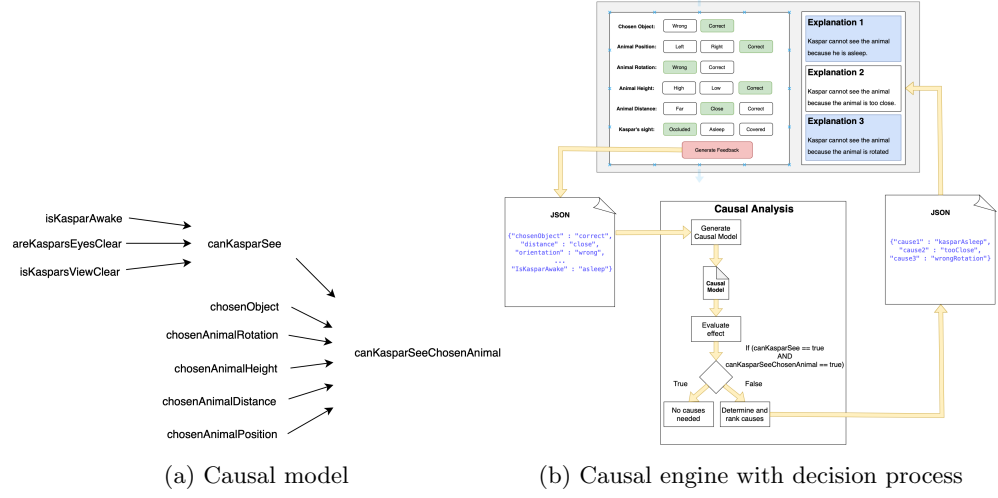 isKasparAwake
areKasparsEyesClear
isKasparsViewClear
canKasparSee
chosenObject
chosenAnimalRotation
chosenAnimalHeight
chosenAnimalDistance
chosenAnimalPosition
canKasparSeeChosenAnimal
(a) Causal model
Chosen Object: Wrong Correct
Animal Position: Left Right Correct
Animal Rotation: Wrong Correct
Animal Height: High Low Correct
Animal Distance: Far Close Correct
Kaspar's sight: Occluded Asleep Covered
Generate Feedback
Explanation 1
Kaspar cannot see the animal
because he is asleep.
Explanation 2
Kaspar cannot see the animal
because the animal is too close.
Explanation 3
Kaspar cannot see the animal
because the animal is rotated
JSON
{"chosenObject" : "correct",
"distance" : "close",
"orientation" : "wrong",
...
"IsKasparAwake" : "asleep"}
Causal Analysis
Generate
Causal Model
Causal
Model
Evaluate
effect
If (canKasparSee == true
AND
canKasparSeeChosenAnimal == true)
True
False
No causes
needed
Determine and
rank causes
JSON
{"cause1" : "kasparAsleep",
"cause2" : "tooClose",
"cause3" : "wrongRotation"}
(b) Causal engine with decision process